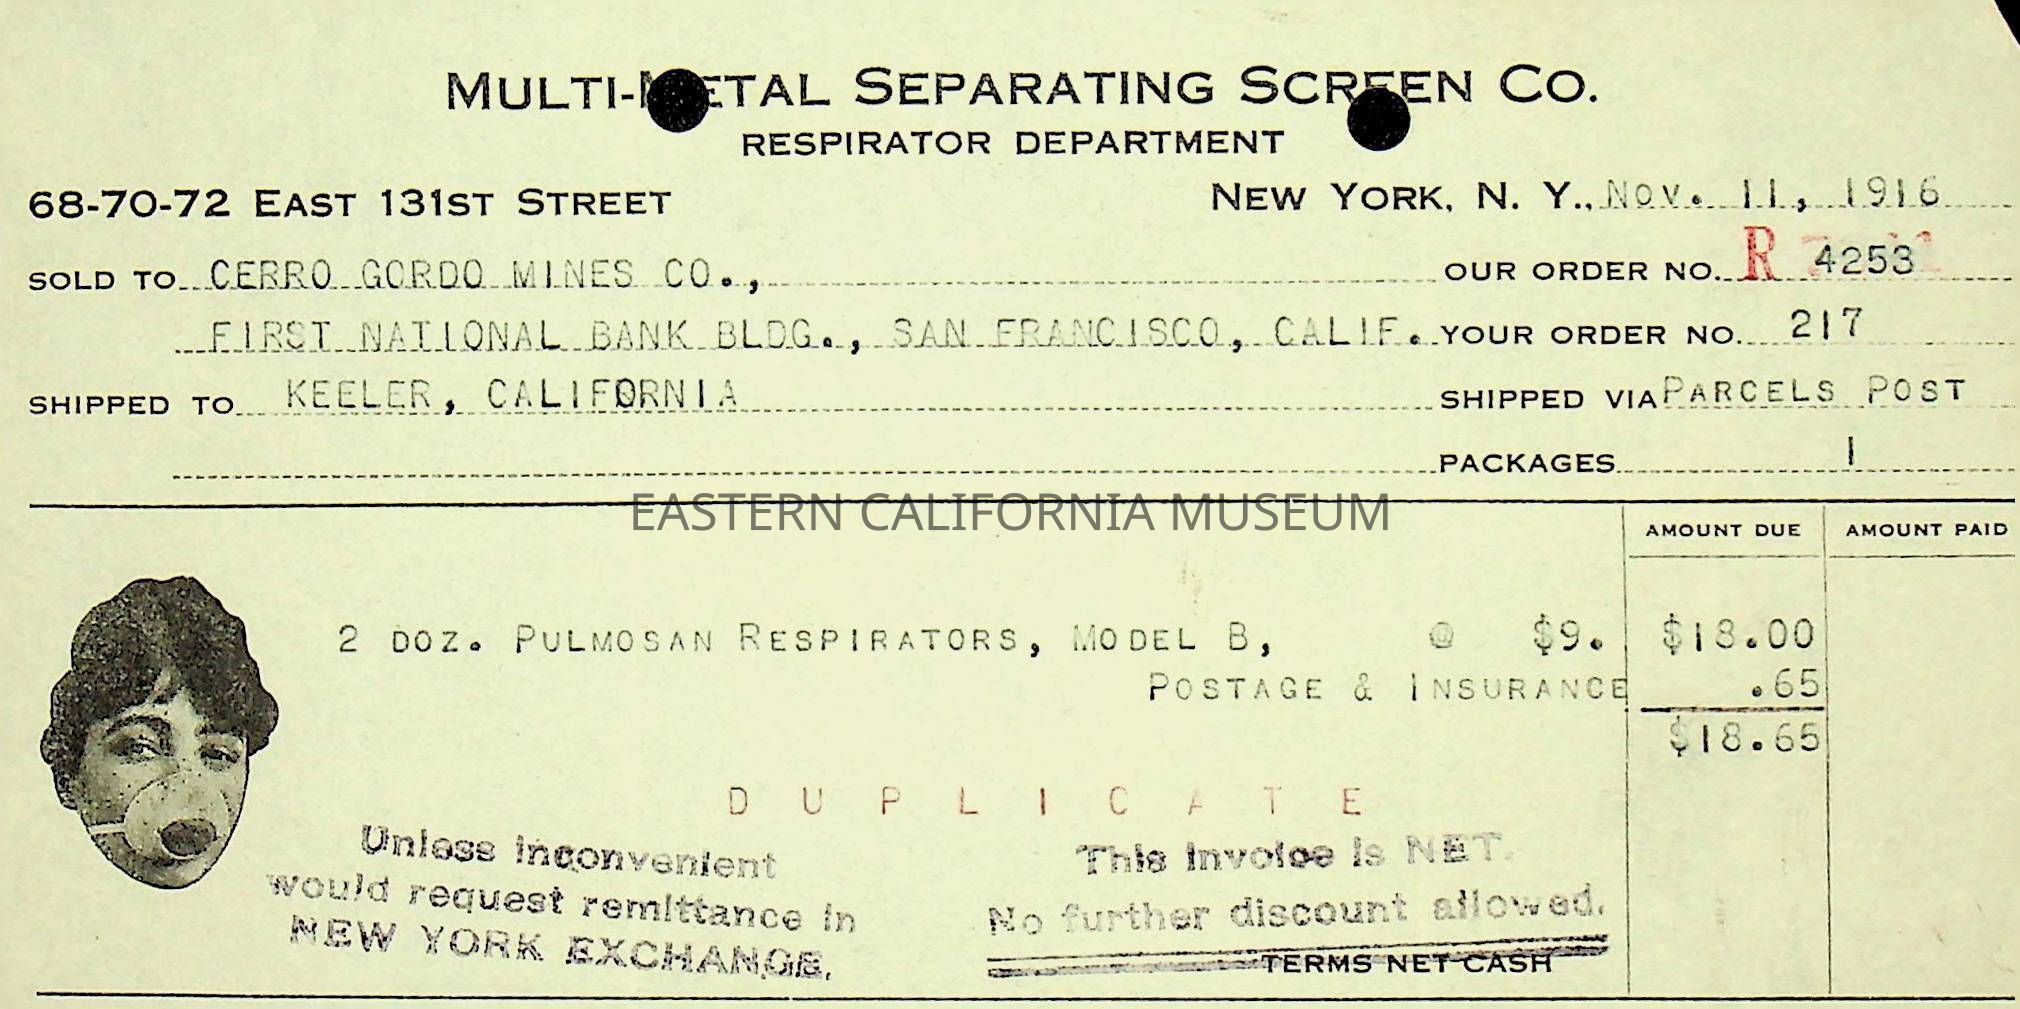 MULTI-METAL SEPARATING SCREEN CO.
RESPIRATOR DEPARTMENT
68-70-72 EAST 131ST STREET NEW YORK, N. Y., Nov. 11, 1916
SOLD TO CERRO GORDO MINES CO., OUR ORDER NO. R 4253
FIRST NATIONAL BANK BLDG., SAN FRANCISCO, CALIF. YOUR ORDER NO. 217
SHIPPED TO KEELER, CALIFORNIA SHIPPED VIA PARCELS POST
PACKAGES 1
EASTERN CALIFORNIA MUSEUM
AMOUNT DUE AMOUNT PAID
2 DOZ. PULMOSAN RESPIRATORS, MODEL B, @ $9. $18.00
POSTAGE & INSURANCE .65
$18.65
DUPLICATE
Unless inconvenient
would request remittance in
NEW YORK EXCHANGE.
This invoice is NET.
No further discount allowed.
TERMS NET CASH